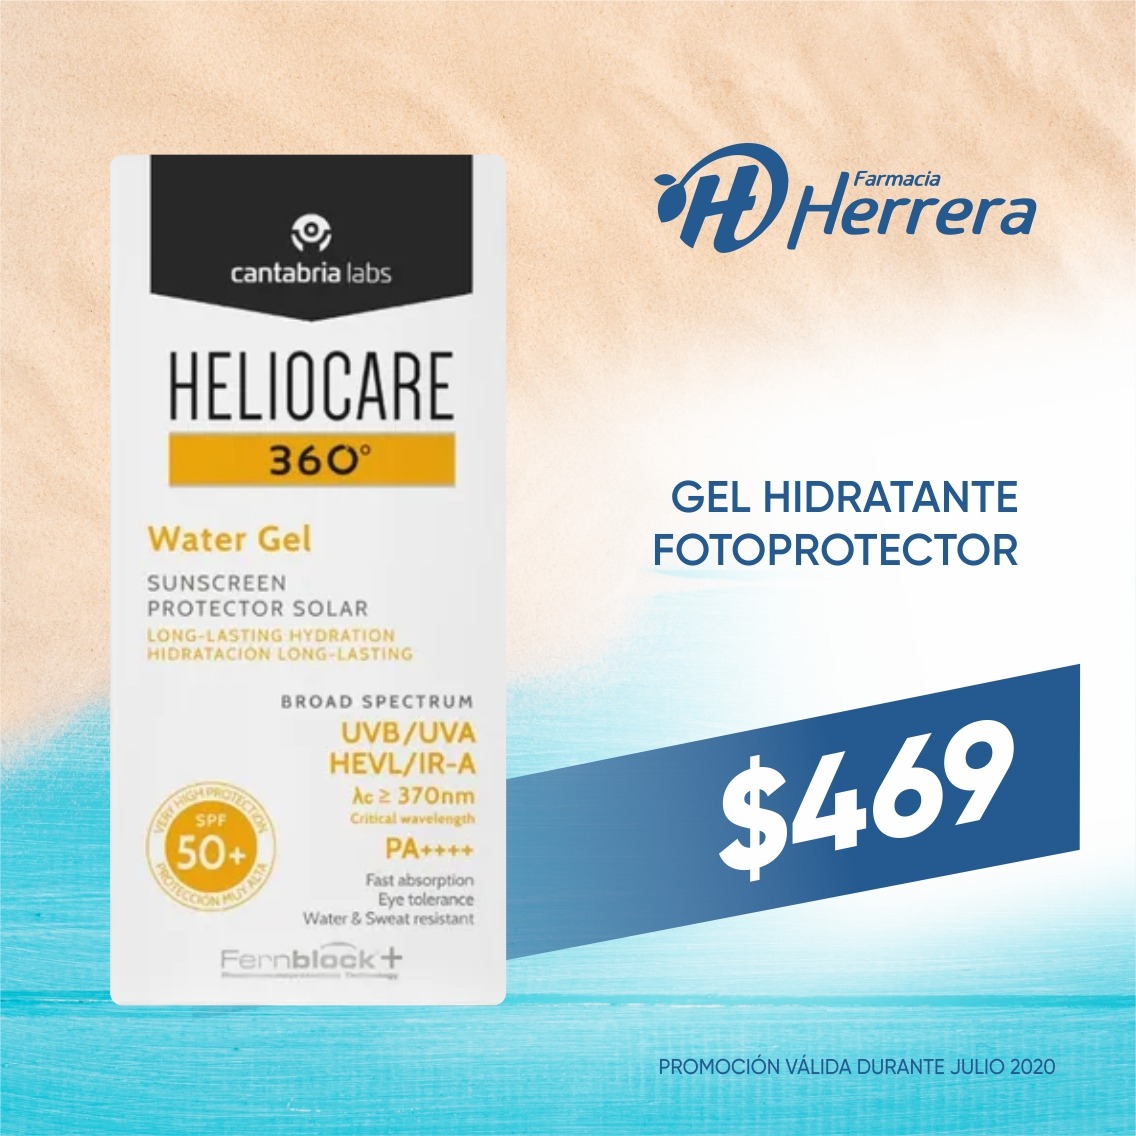 Farmacia
Herrera
cantabria labs
HELIOCARE
360°
Water Gel
SUNSCREEN
PROTECTOR SOLAR
LONG-LASTING HYDRATION
HIDRATACIÓN LONG-LASTING
BROAD SPECTRUM
UVB/UVA
HEVL/IR-A
λc ≥ 370nm
Critical wavelength
PA++++
Fast absorption
Eye tolerance
Water & Sweat resistant
VERY HIGH PROTECTION
SPF
50+
PROTECCIÓN MUY ALTA
Fernblock+
GEL HIDRATANTE
FOTOPROTECTOR
$469
PROMOCIÓN VÁLIDA DURANTE JULIO 2020